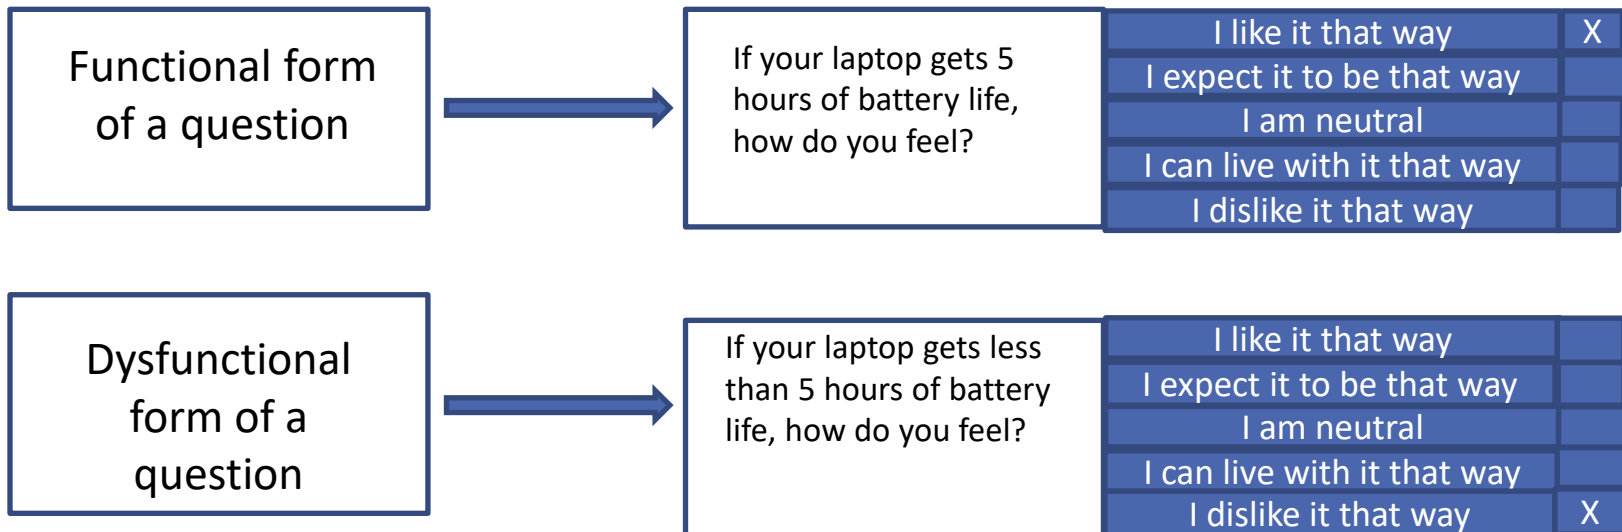 Functional form
of a question
If your laptop gets 5
hours of battery life,
how do you feel?
I like it that way X
I expect it to be that way
I am neutral
I can live with it that way
I dislike it that way
Dysfunctional
form of a
question
If your laptop gets less
than 5 hours of battery
life, how do you feel?
I like it that way
I expect it to be that way
I am neutral
I can live with it that way
I dislike it that way X